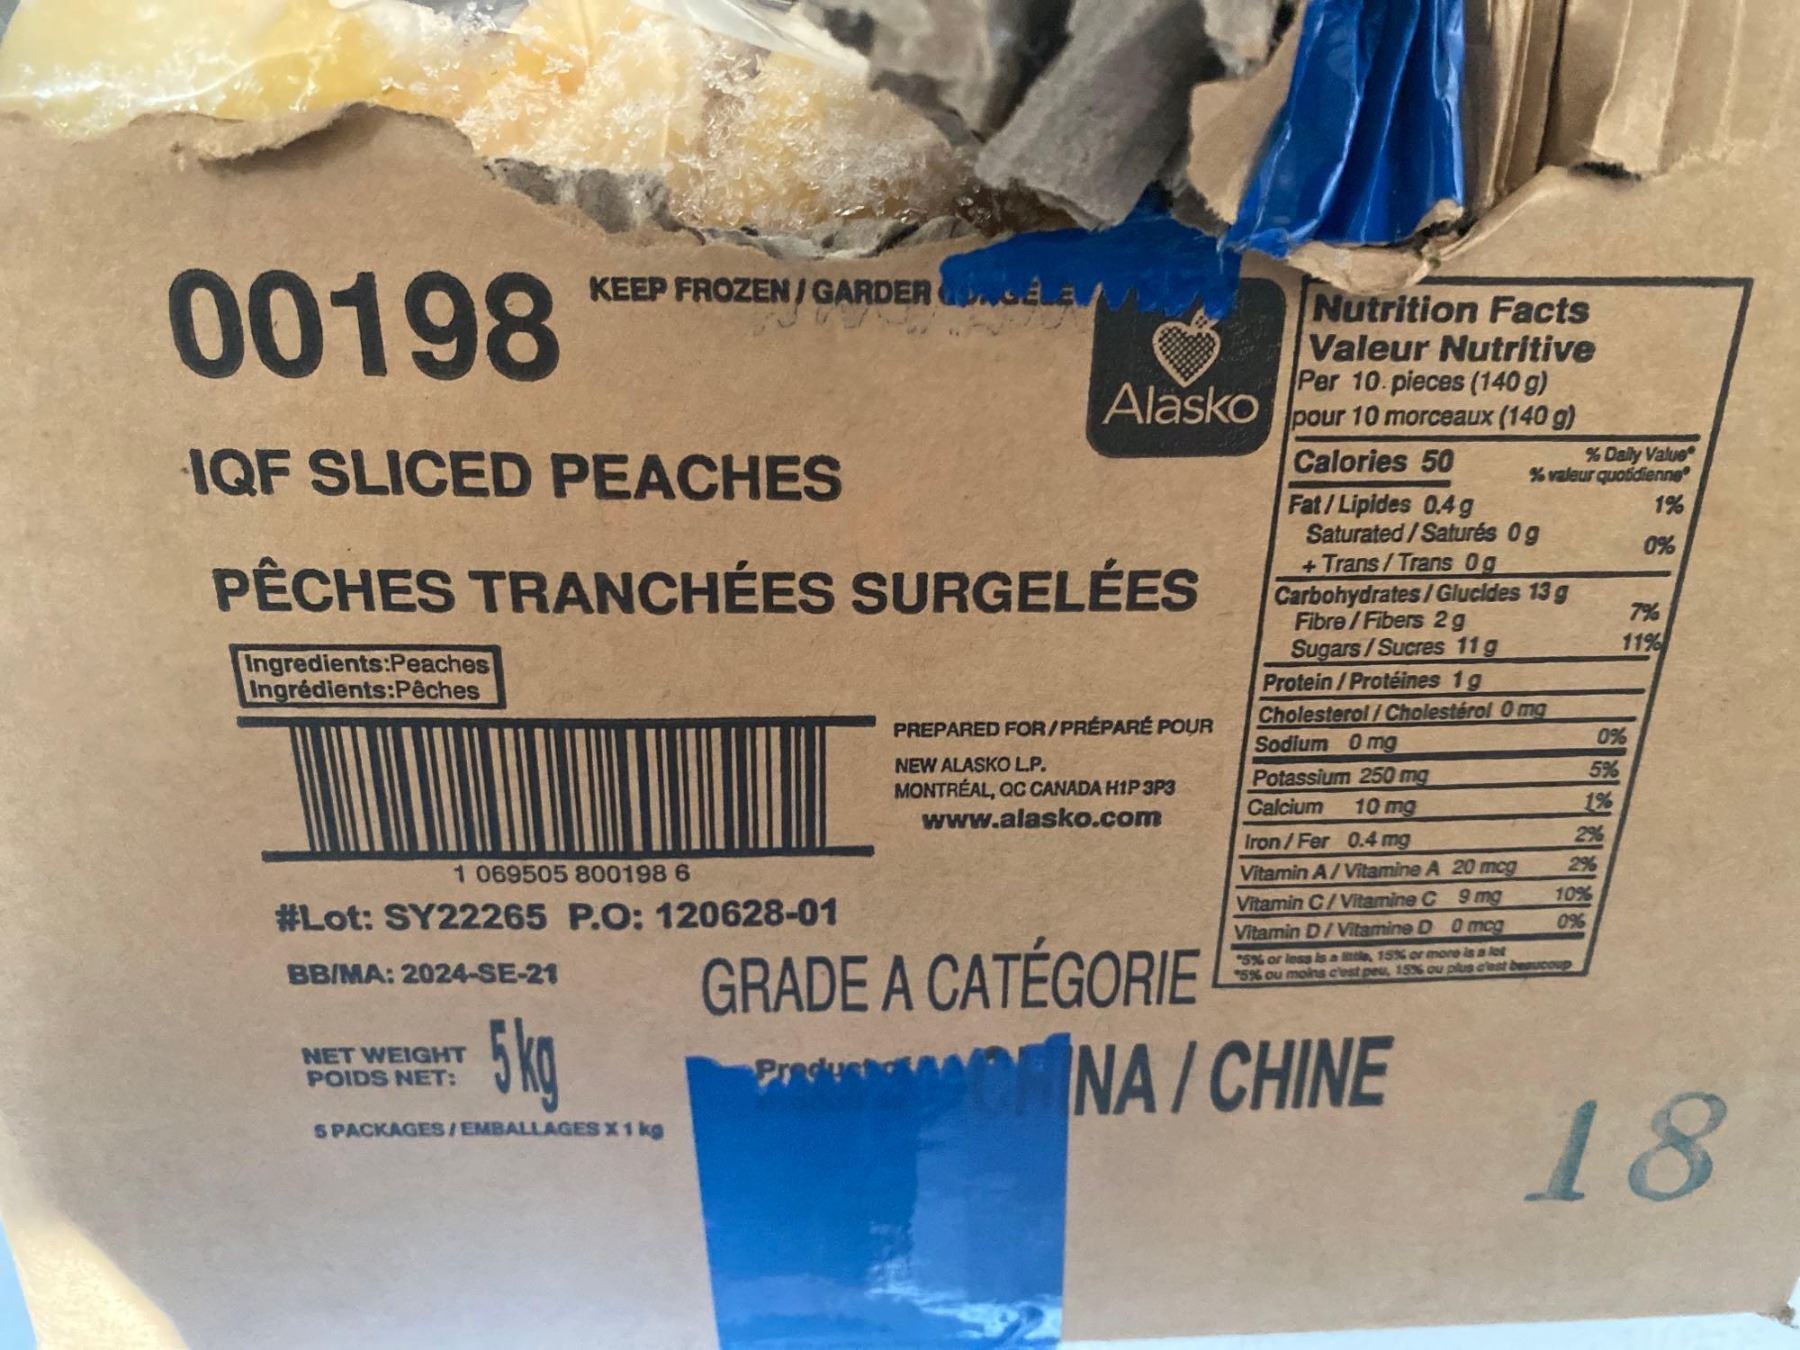 00198
KEEP FROZEN / GARDER
Alasko
IQF SLICED PEACHES
PÊCHES TRANCHÉES SURGELÉES
Ingredients:Peaches
Ingrédients:Pêches
1 069505 800198 6
PREPARED FOR / PRÉPARÉ POUR
NEW ALASKO L.P.
MONTRÉAL, QC CANADA H1P 3P3
www.alasko.com
#Lot: SY22265 P.O: 120628-01
BB/MA: 2024-SE-21
GRADE A CATÉGORIE
NET WEIGHT
POIDS NET: 5 kg
5 PACKAGES / EMBALLAGES X 1 kg
NA / CHINE
18
Nutrition Facts
Valeur Nutritive
Per 10 pieces (140 g)
pour 10 morceaux (140 g)
Calories 50
% Daily Value*
% valeur quotidienne*
Fat / Lipides 0.4 g 1%
Saturated / Saturés 0 g
+ Trans / Trans 0 g 0%
Carbohydrates / Glucides 13 g
Fibre / Fibers 2 g 7%
Sugars / Sucres 11 g 11%
Protein / Protéines 1 g
Cholesterol / Cholestérol 0 mg
Sodium 0 mg 0%
Potassium 250 mg 5%
Calcium 10 mg 1%
Iron / Fer 0.4 mg 2%
Vitamin A / Vitamine A 20 mcg 2%
Vitamin C / Vitamine C 9 mg 10%
Vitamin D / Vitamine D 0 mcg 0%
*5% or less is a little, 15% or more is a lot
*5% ou moins c'est peu, 15% ou plus c'est beaucoup